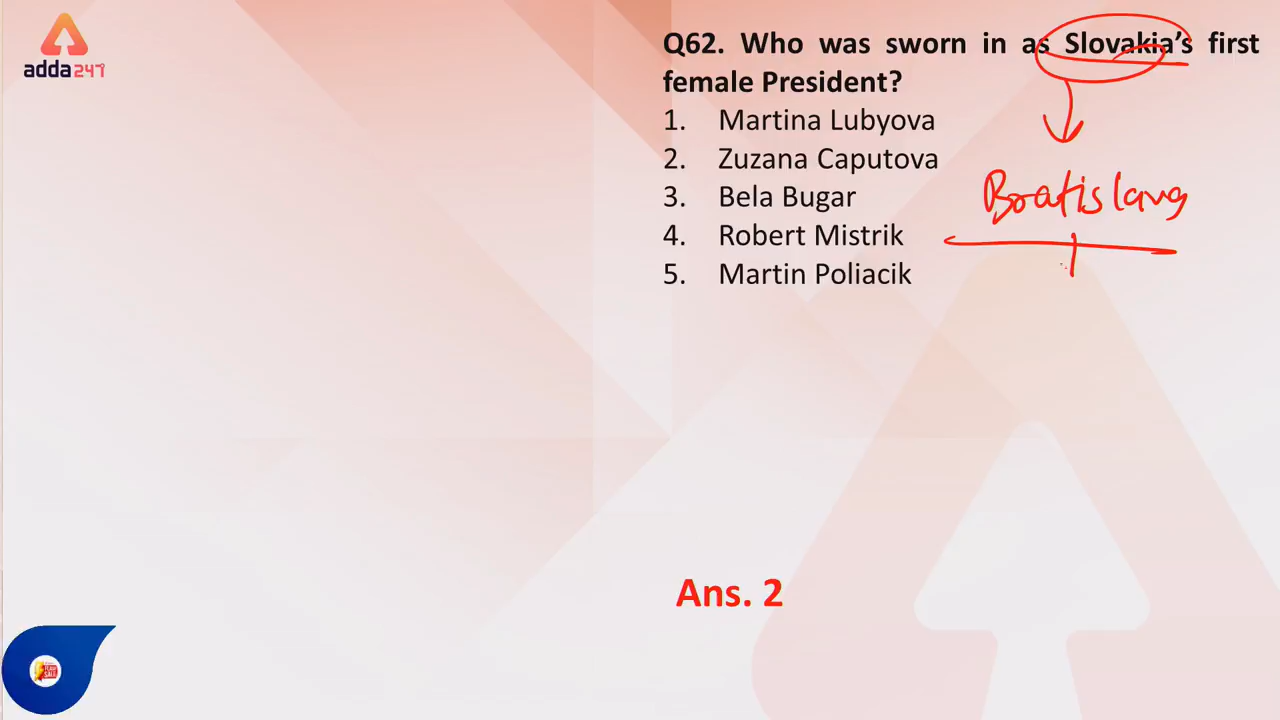 adda247
Q62. Who was sworn in as Slovakia's first
female President?
1. Martina Lubyova
2. Zuzana Caputova
3. Bela Bugar
4. Robert Mistrik
5. Martin Poliacik
Bratislava
Ans. 2